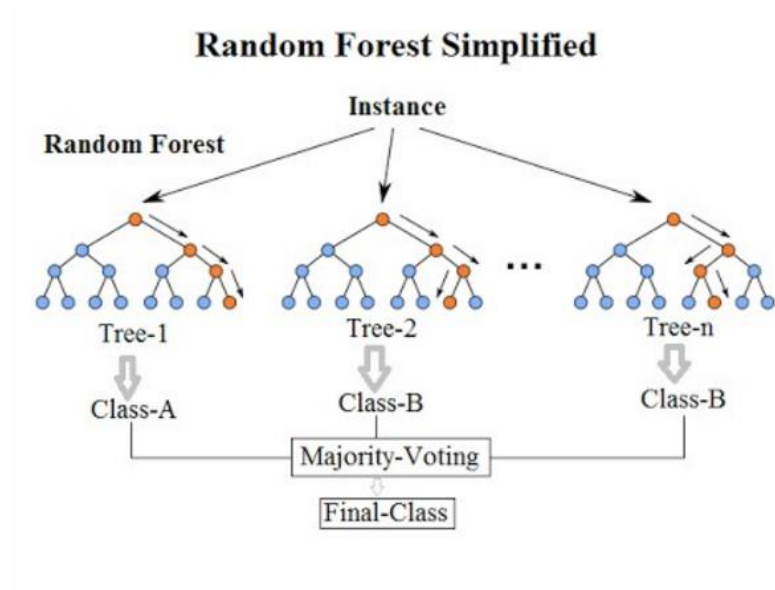 Random Forest Simplified
Instance
Random Forest
...
Tree-1
Tree-2
Tree-n
Class-A
Class-B
Class-B
Majority-Voting
Final-Class